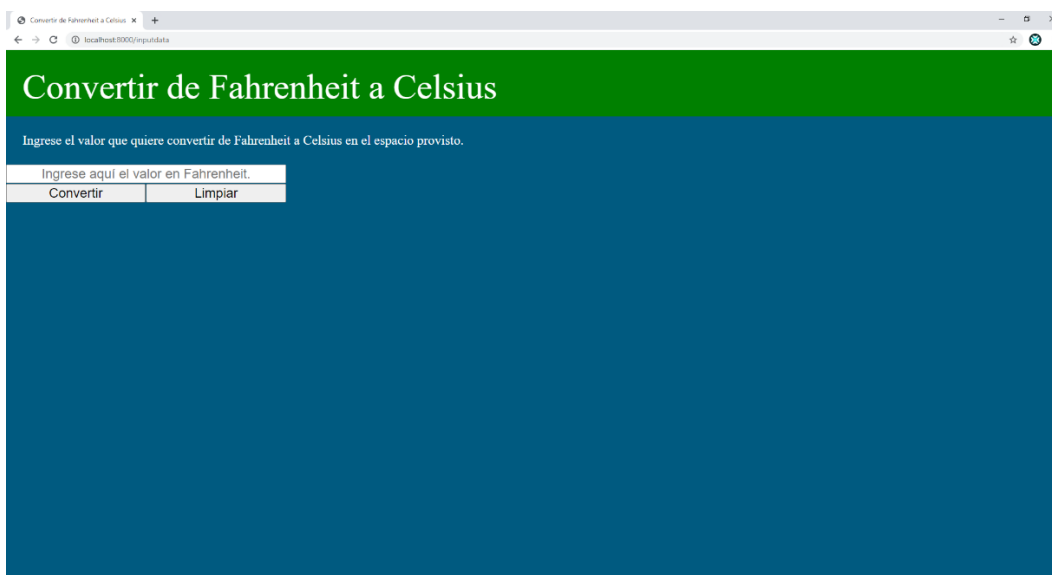 Convertir de Fahrenheit a Celsius
localhost:8000/inputdata
Convertir de Fahrenheit a Celsius
Ingrese el valor que quiere convertir de Fahrenheit a Celsius en el espacio provisto.
Ingrese aquí el valor en Fahrenheit.
Convertir Limpiar